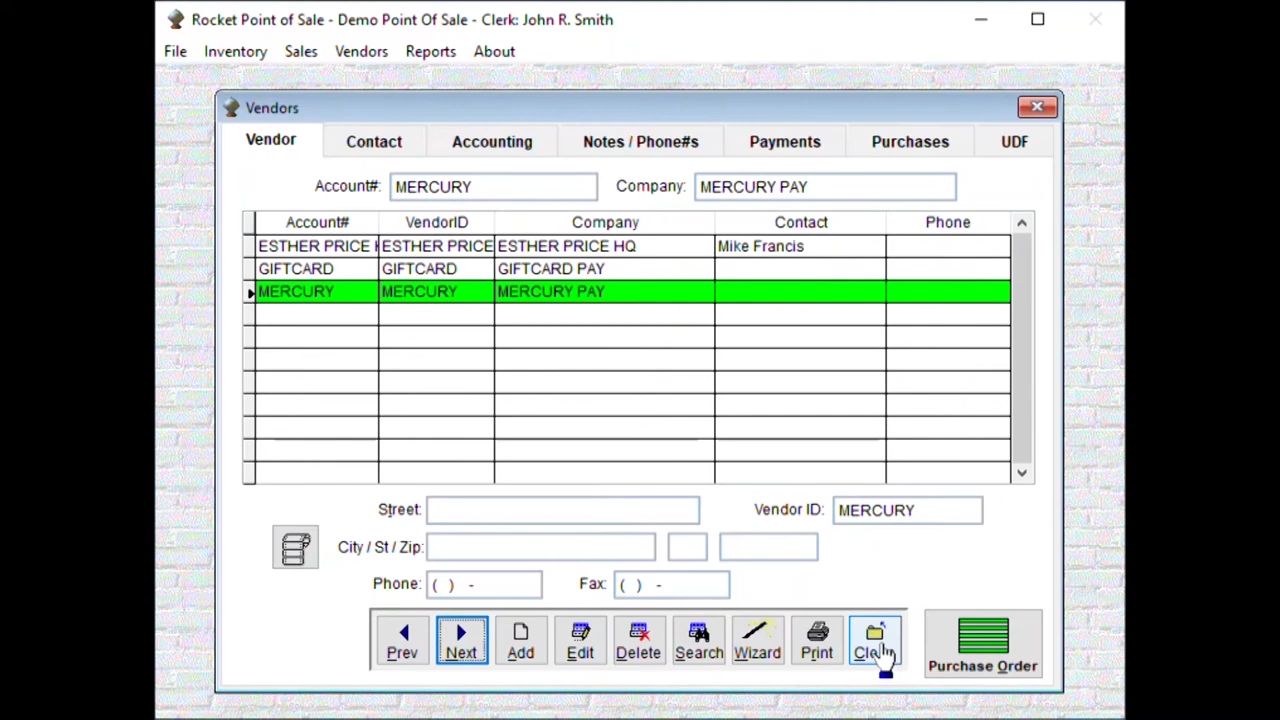 Rocket Point of Sale - Demo Point Of Sale - Clerk: John R. Smith
File Inventory Sales Vendors Reports About
Vendors
Vendor Contact Accounting Notes / Phone#s Payments Purchases UDF
Account#: MERCURY Company: MERCURY PAY
Account# VendorID Company Contact Phone
ESTHER PRICE ESTHER PRICE ESTHER PRICE HQ Mike Francis
GIFTCARD GIFTCARD GIFTCARD PAY
MERCURY MERCURY MERCURY PAY
Street: Vendor ID: MERCURY
City / St / Zip:
Phone: ( ) - Fax: ( ) -
Prev Next Add Edit Delete Search Wizard Print
Purchase Order